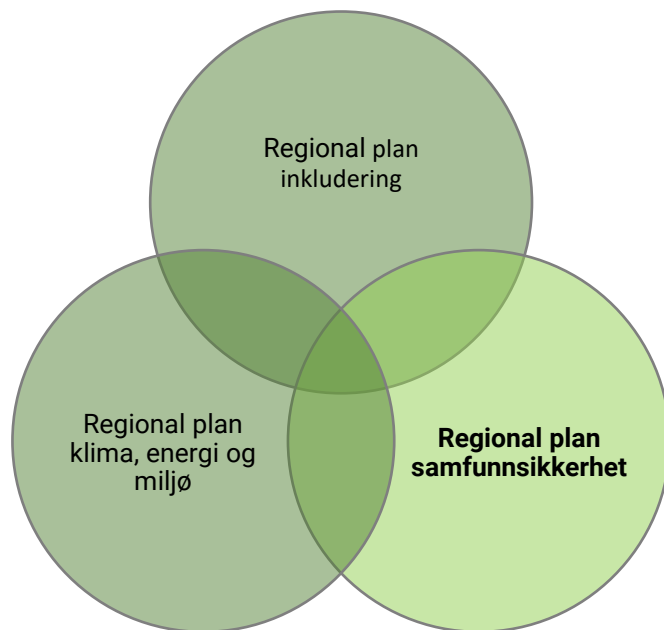 Regional plan
inkludering
Regional plan
klima, energi og
miljø
Regional plan
samfunnsikkerhet